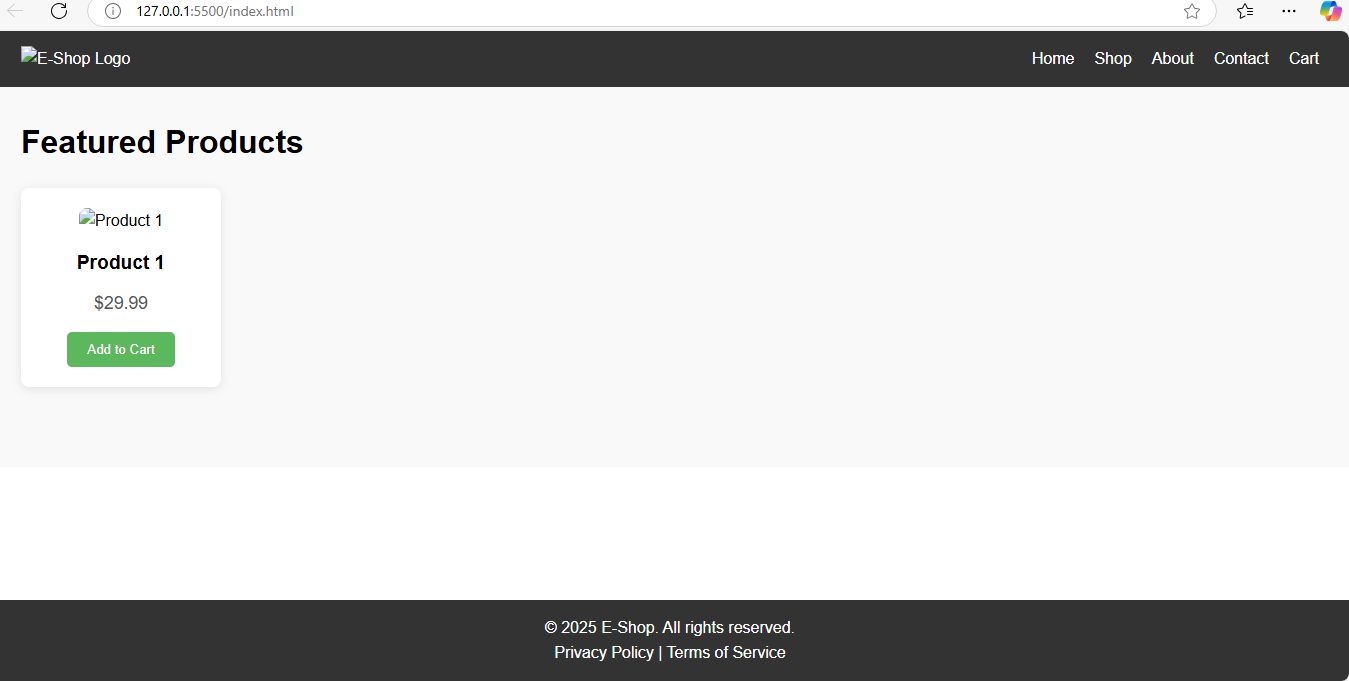 127.0.0.1:5500/index.html
E-Shop Logo
Home Shop About Contact Cart
Featured Products
Product 1
Product 1
$29.99
Add to Cart
© 2025 E-Shop. All rights reserved.
Privacy Policy | Terms of Service